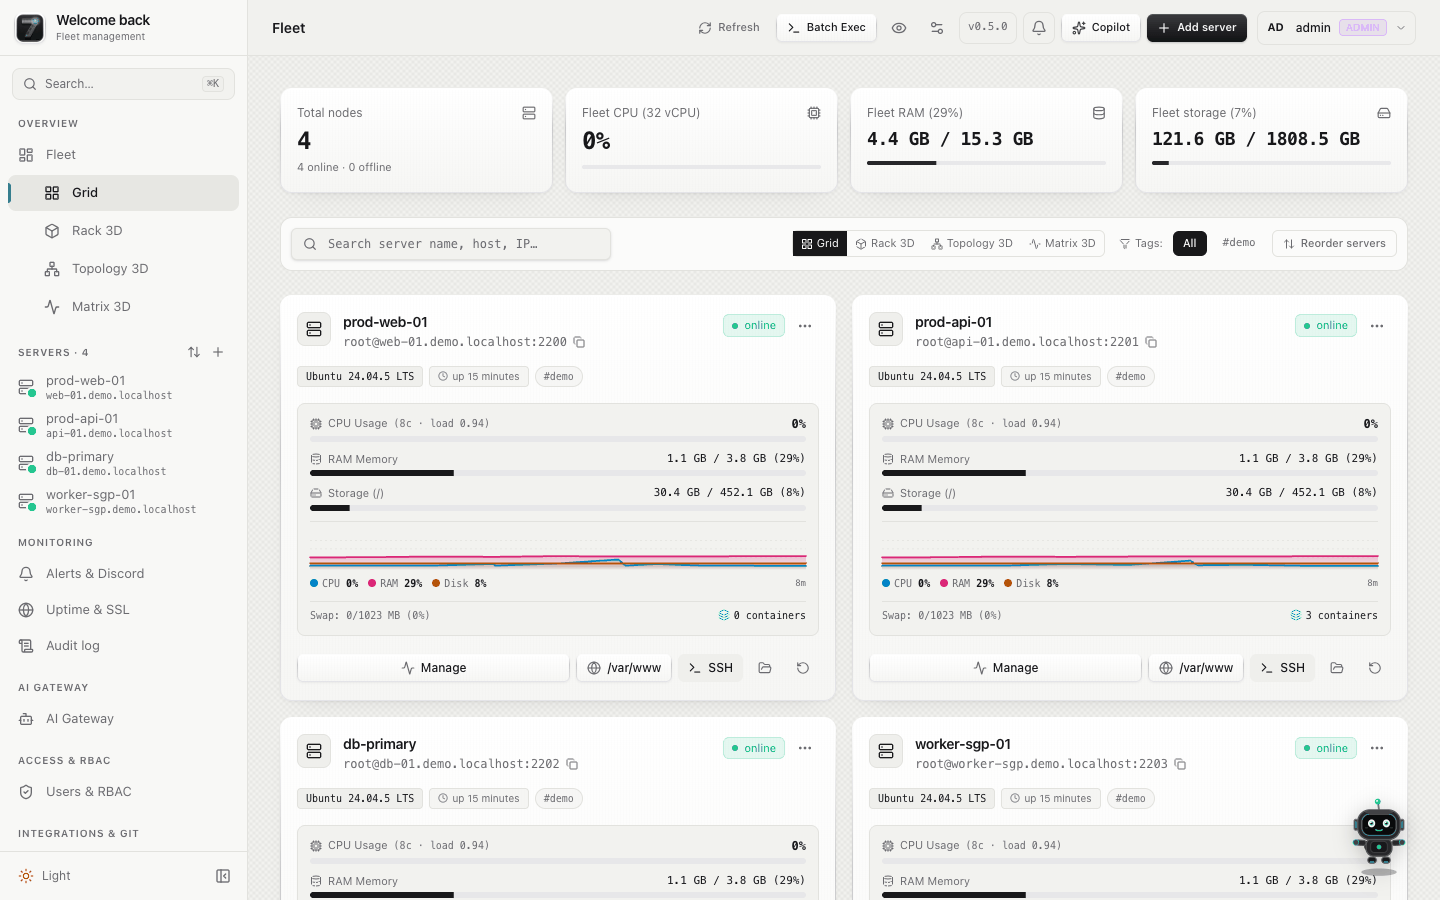 Welcome back
Fleet management
Search...
⌘K
OVERVIEW
Fleet
Grid
Rack 3D
Topology 3D
Matrix 3D
SERVERS · 4
prod-web-01
web-01.demo.localhost
prod-api-01
api-01.demo.localhost
db-primary
db-01.demo.localhost
worker-sgp-01
worker-sgp.demo.localhost
MONITORING
Alerts & Discord
Uptime & SSL
Audit log
AI GATEWAY
AI Gateway
ACCESS & RBAC
Users & RBAC
INTEGRATIONS & GIT
Light
Fleet
Refresh
Batch Exec
v0.5.0
Copilot
Add server
AD admin ADMIN
Total nodes
4
4 online · 0 offline
Fleet CPU (32 vCPU)
0%
Fleet RAM (29%)
4.4 GB / 15.3 GB
Fleet storage (7%)
121.6 GB / 1808.5 GB
Search server name, host, IP…
Grid Rack 3D Topology 3D Matrix 3D
Tags: All #demo
Reorder servers
prod-web-01
online
root@web-01.demo.localhost:2200
Ubuntu 24.04.5 LTS up 15 minutes #demo
CPU Usage (8c · load 0.94) 0%
RAM Memory 1.1 GB / 3.8 GB (29%)
Storage (/) 30.4 GB / 452.1 GB (8%)
CPU 0% RAM 29% Disk 8% 8m
Swap: 0/1023 MB (0%) 0 containers
Manage /var/www SSH
prod-api-01
online
root@api-01.demo.localhost:2201
Ubuntu 24.04.5 LTS up 15 minutes #demo
CPU Usage (8c · load 0.94) 0%
RAM Memory 1.1 GB / 3.8 GB (29%)
Storage (/) 30.4 GB / 452.1 GB (8%)
CPU 0% RAM 29% Disk 8% 8m
Swap: 0/1023 MB (0%) 3 containers
Manage /var/www SSH
db-primary
online
root@db-01.demo.localhost:2202
Ubuntu 24.04.5 LTS up 15 minutes #demo
CPU Usage (8c · load 0.94) 0%
RAM Memory 1.1 GB / 3.8 GB (29%)
worker-sgp-01
online
root@worker-sgp.demo.localhost:2203
Ubuntu 24.04.5 LTS up 15 minutes #demo
CPU Usage (8c · load 0.94)
RAM Memory 1.1 GB / 3.8 GB (29%)